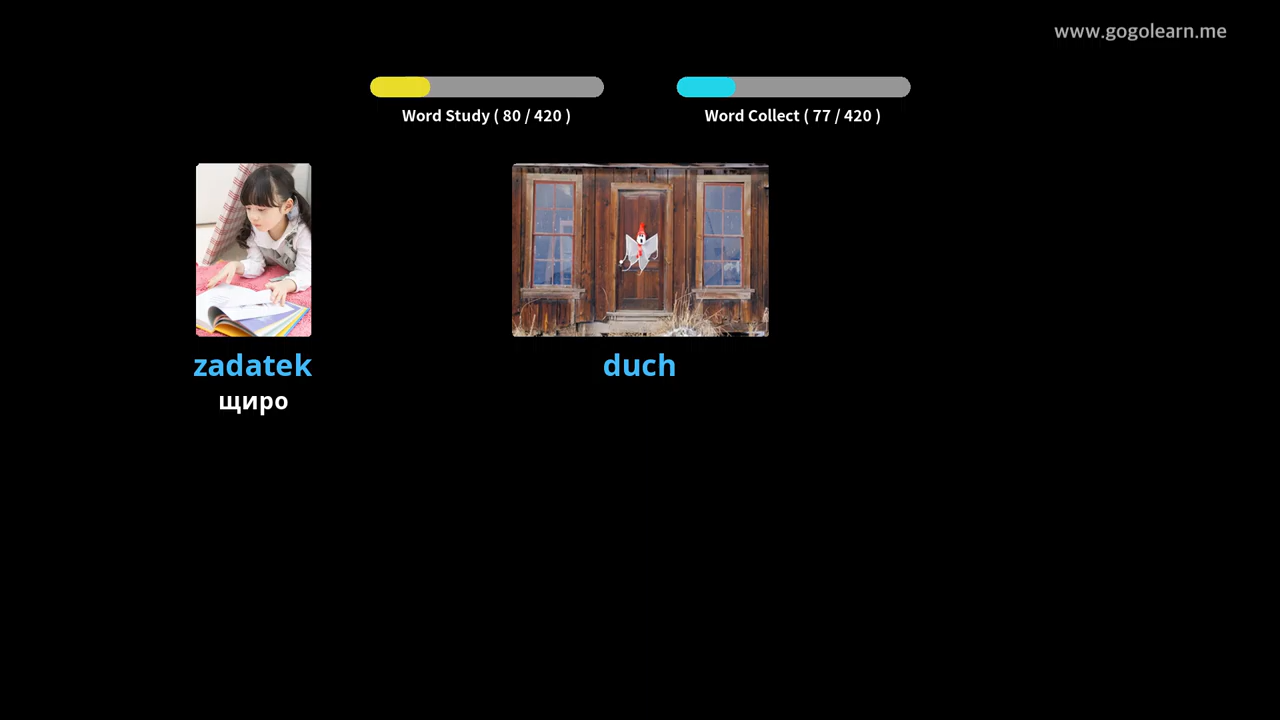 www.gogolearn.me
Word Study ( 80 / 420 )
Word Collect ( 77 / 420 )
zadatek
щиро
duch